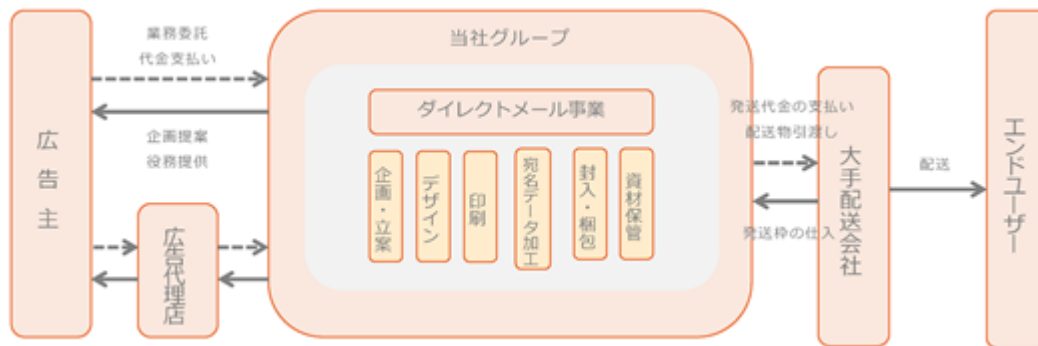 広告主
業務委託
代金支払い
企画提案
役務提供
広告代理店
当社グループ
ダイレクトメール事業
企画・立案
デザイン
印刷
宛名データ加工
封入・梱包
資材保管
発送代金の支払い
配送物引渡し
発送枠の仕入
大手配送会社
配送
エンドユーザー